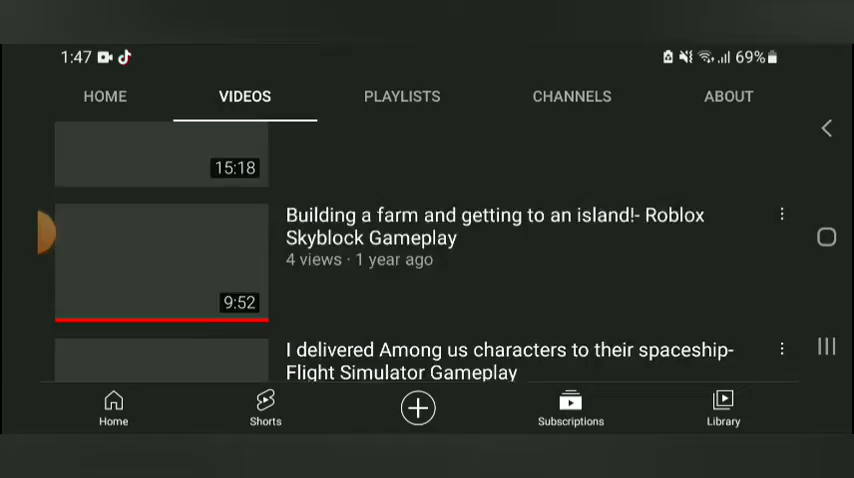 1:47 69%
HOME VIDEOS PLAYLISTS CHANNELS ABOUT
15:18
Building a farm and getting to an island!- Roblox
Skyblock Gameplay
4 views · 1 year ago
9:52
I delivered Among us characters to their spaceship-
Flight Simulator Gameplay
Home Shorts Subscriptions Library